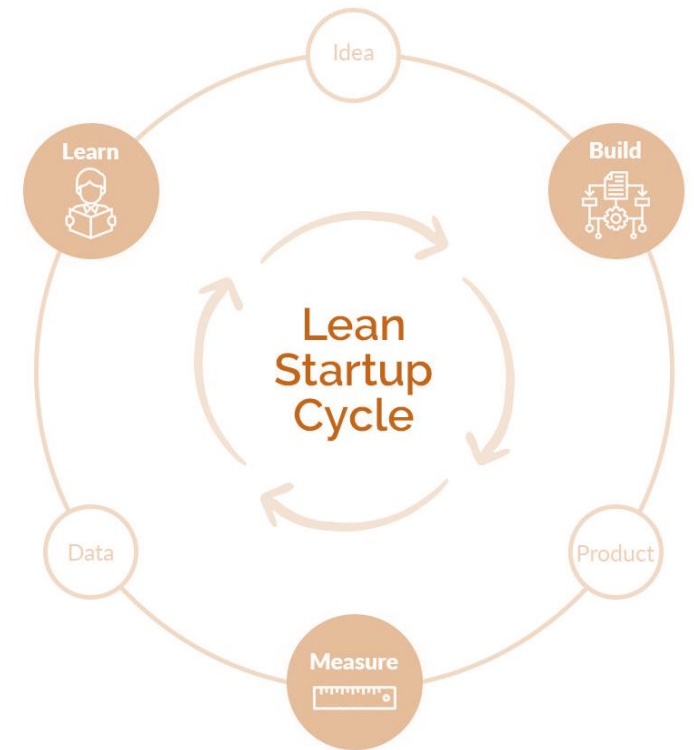 Idea
Learn
Build
Lean
Startup
Cycle
Data
Product
Measure